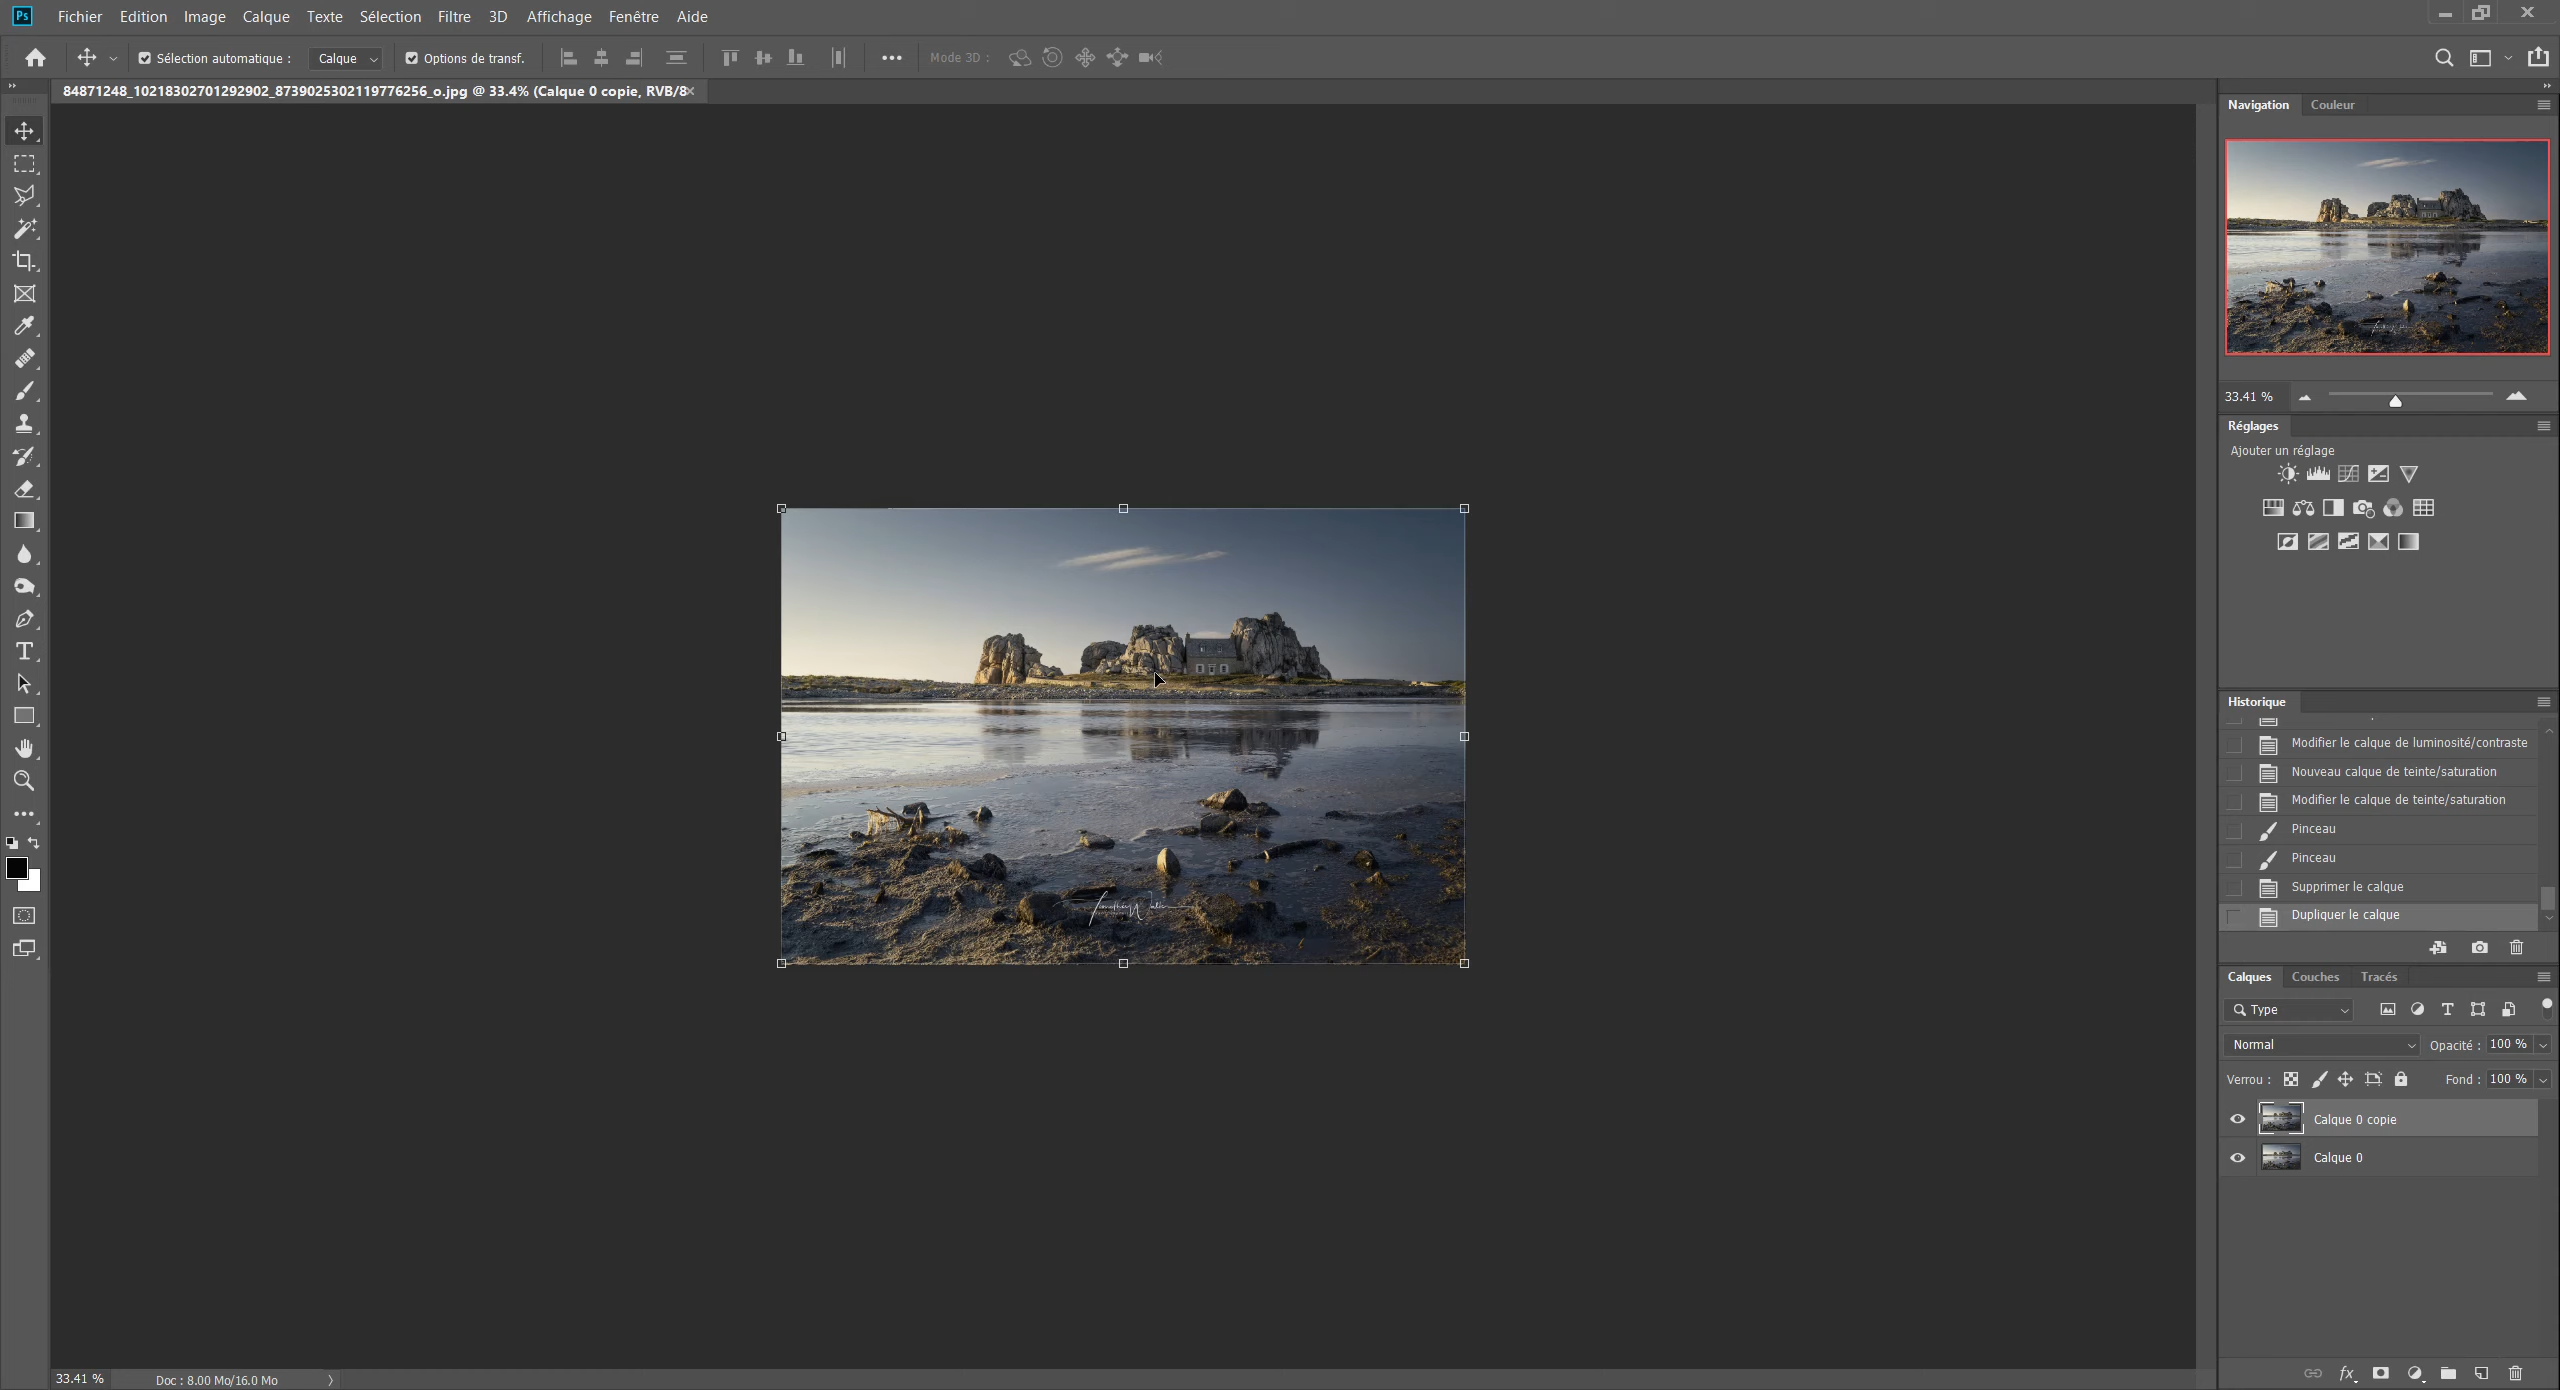 Ps Fichier Edition Image Calque Texte Sélection Filtre 3D Affichage Fenêtre Aide
Sélection automatique : Calque Options de transf. Mode 3D :
84871248_10218302701292902_8739025302119776256_o.jpg @ 33.4% (Calque 0 copie, RVB/8
Navigation Couleur
33.41 %
Réglages
Ajouter un réglage
Historique
Modifier le calque de luminosité/contraste
Nouveau calque de teinte/saturation
Modifier le calque de teinte/saturation
Pinceau
Pinceau
Supprimer le calque
Dupliquer le calque
Calques Couches Tracés
Type
Normal Opacité : 100 %
Verrou : Fond : 100 %
Calque 0 copie
Calque 0
fx
33.41 % Doc : 8.00 Mo/16.0 Mo